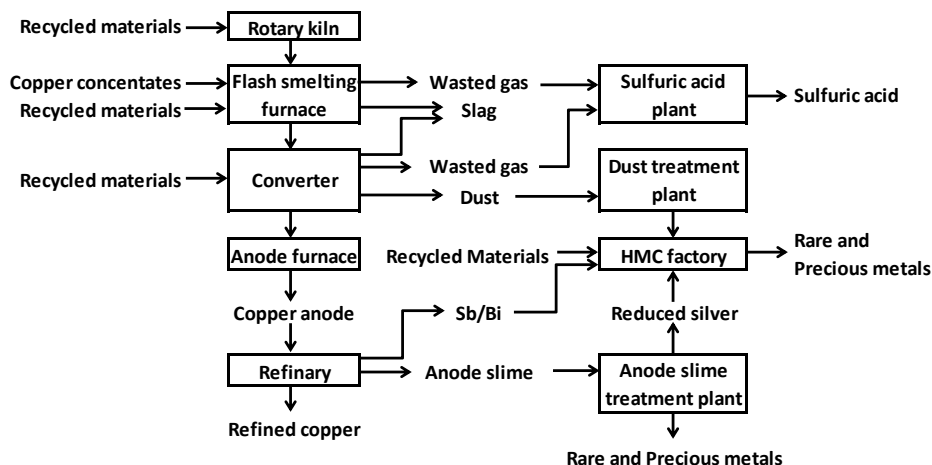 Recycled materials
Rotary kiln
Copper concentates
Recycled materials
Flash smelting
furnace
Wasted gas
Slag
Sulfuric acid
plant
Sulfuric acid
Recycled materials
Converter
Wasted gas
Dust
Dust treatment
plant
Anode furnace
Recycled Materials
HMC factory
Rare and
Precious metals
Copper anode
Sb/Bi
Reduced silver
Refinary
Anode slime
Anode slime
treatment plant
Refined copper
Rare and Precious metals